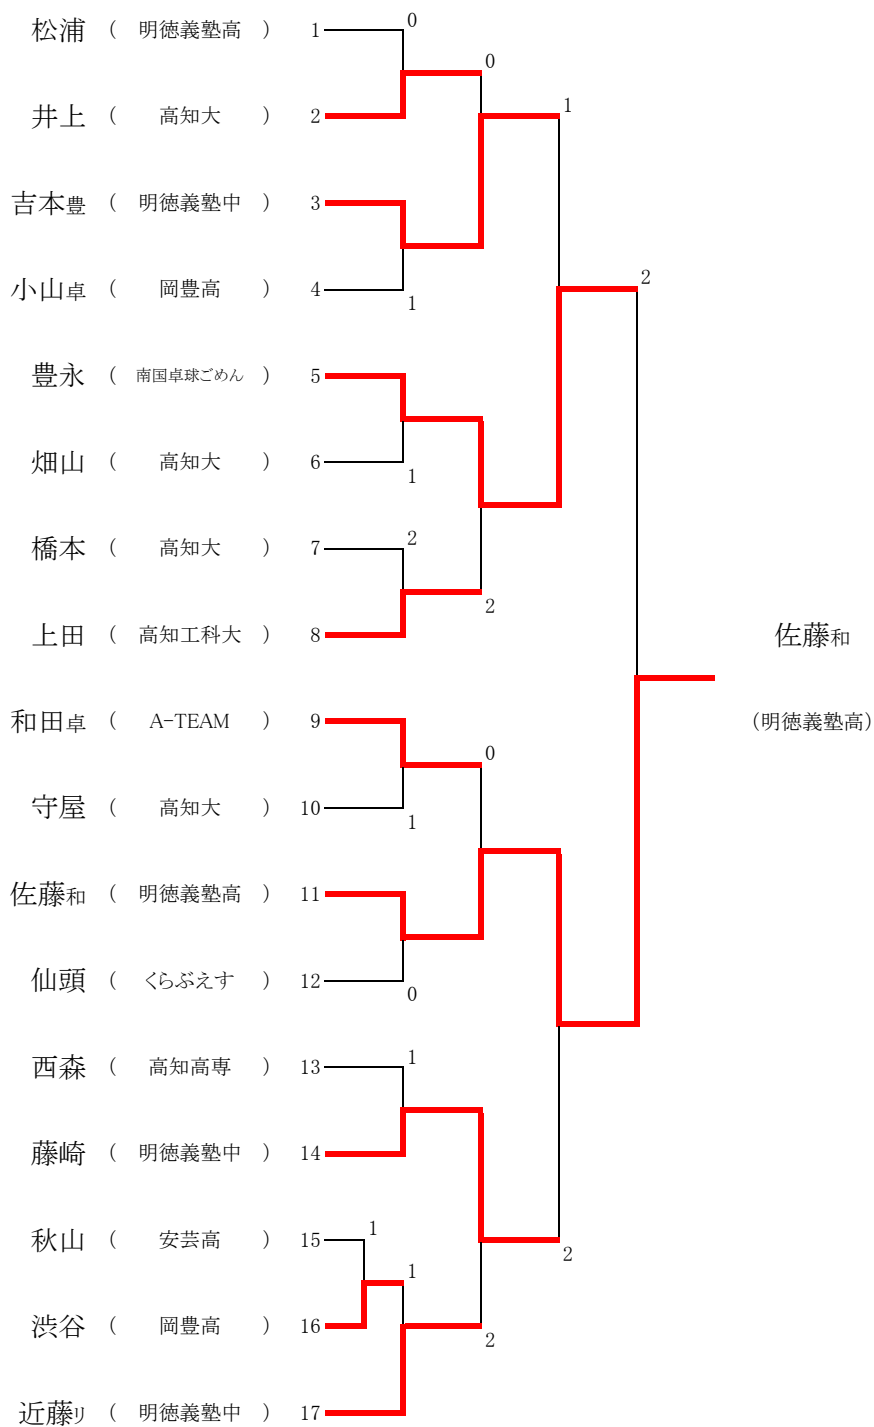 松浦 ( 明徳義塾高 ) 1 0
0
井上 ( 高知大 ) 2 1
吉本豊 ( 明徳義塾中 ) 3
小山卓 ( 岡豊高 ) 4 1 2
豊永 ( 南国卓球ごめん ) 5
畑山 ( 高知大 ) 6 1
橋本 ( 高知大 ) 7 2
2
上田 ( 高知工科大 ) 8 佐藤和
和田卓 ( A-TEAM ) 9 (明徳義塾高)
0
守屋 ( 高知大 ) 10 1
佐藤和 ( 明徳義塾高 ) 11
仙頭 ( くらぶえす ) 12 0
西森 ( 高知高専 ) 13 1
藤崎 ( 明徳義塾中 ) 14
秋山 ( 安芸高 ) 15 1 2
1
渋谷 ( 岡豊高 ) 16 2
近藤リ ( 明徳義塾中 ) 17